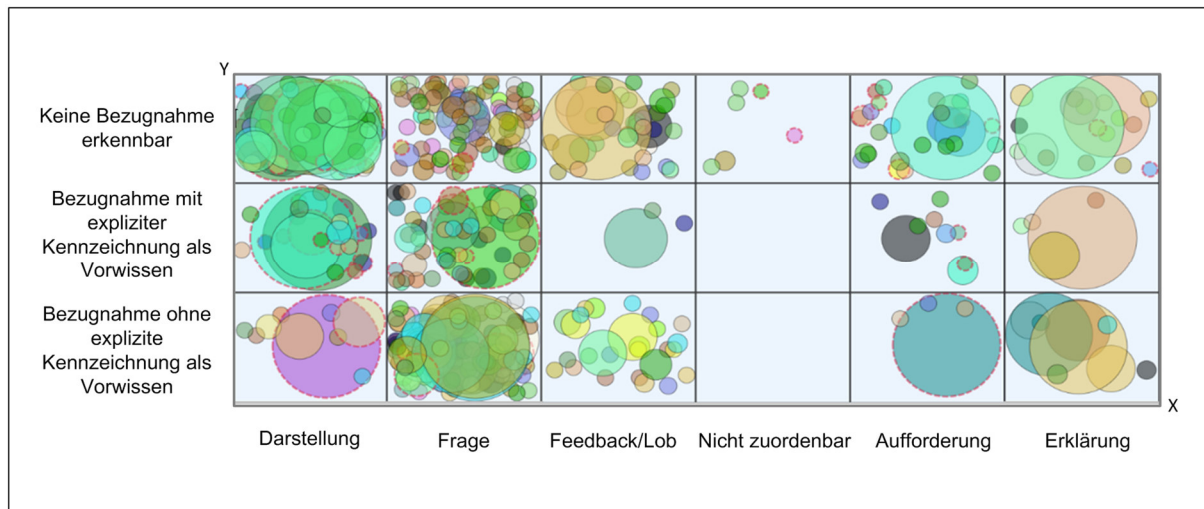 Y
Keine Bezugnahme
erkennbar
Bezugnahme mit
expliziter
Kennzeichnung als
Vorwissen
Bezugnahme ohne
explizite
Kennzeichnung als
Vorwissen
X
Darstellung
Frage
Feedback/Lob
Nicht zuordenbar
Aufforderung
Erklärung